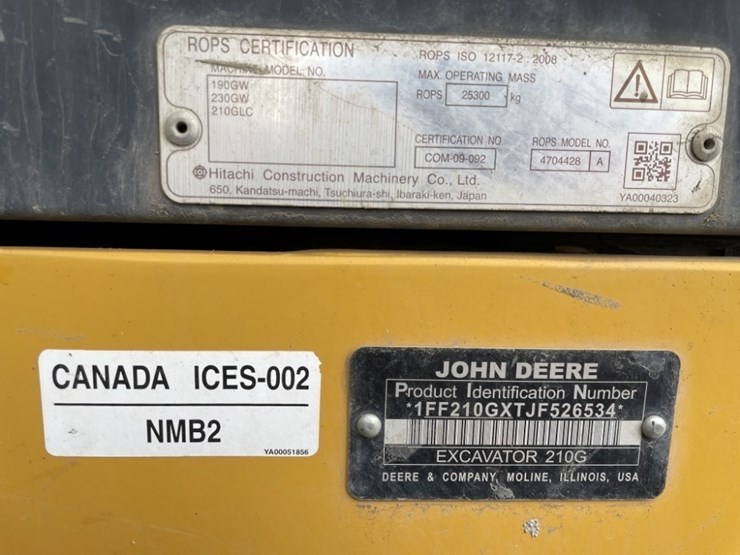 ROPS CERTIFICATION
ROPS ISO 12117-2 : 2008
MACHINE MODEL NO.
190GW
230GW
210GLC
MAX. OPERATING MASS
ROPS 25300 kg
CERTIFICATION NO.
COM-09-092
ROPS MODEL NO.
4704428 A
Hitachi Construction Machinery Co., Ltd.
650, Kandatsu-machi, Tsuchiura-shi, Ibaraki-ken, Japan
YA00040323
CANADA ICES-002
NMB2
YA00051856
JOHN DEERE
Product Identification Number
*1FF210GXTJF526534*
EXCAVATOR 210G
DEERE & COMPANY, MOLINE, ILLINOIS, USA